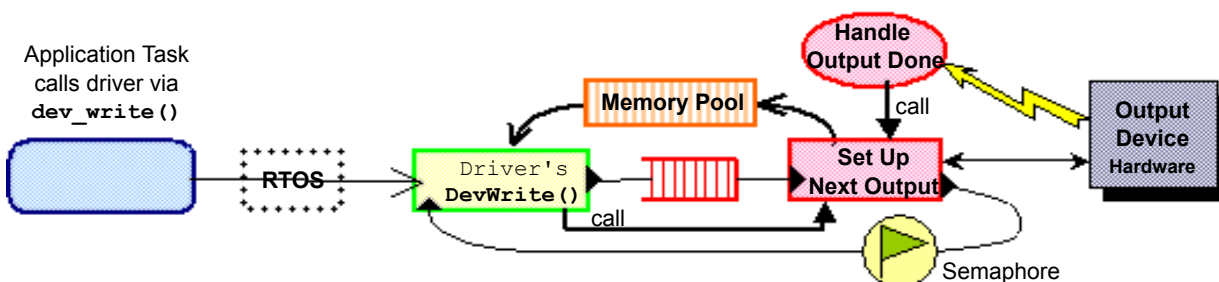 Application Task
calls driver via
dev_write()
RTOS
Driver's
DevWrite()
call
Memory Pool
Handle
Output Done
call
Set Up
Next Output
Output
Device
Hardware
Semaphore